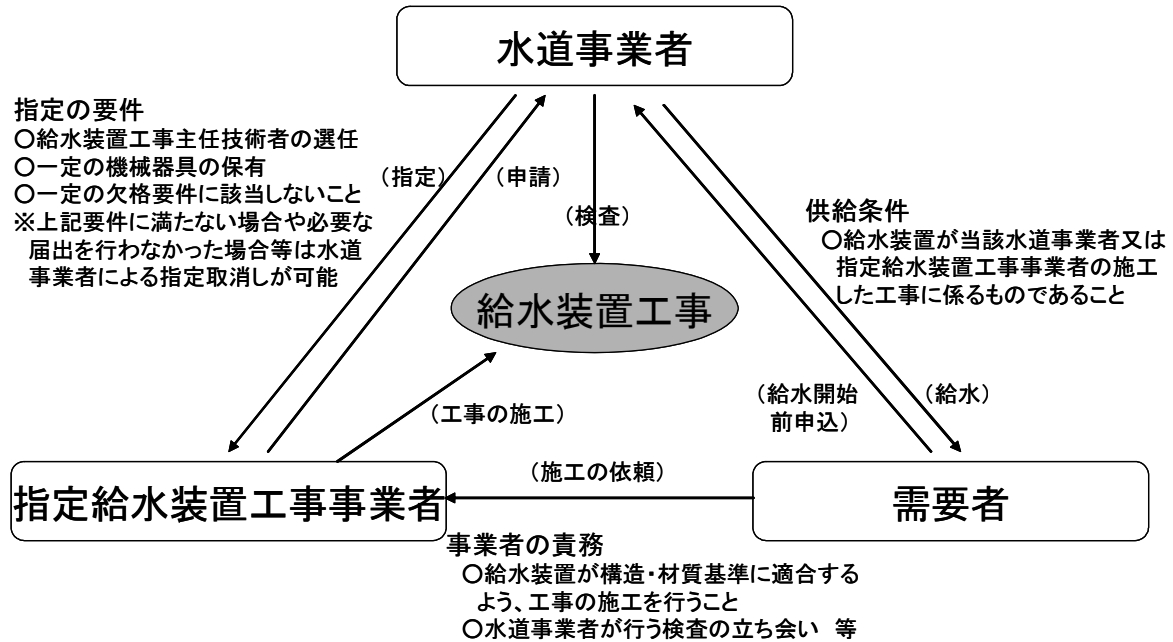 水道事業者
指定の要件
○給水装置工事主任技術者の選任
○一定の機械器具の保有
○一定の欠格要件に該当しないこと
※上記要件に満たない場合や必要な
届出を行わなかった場合等は水道
事業者による指定取消しが可能
（指定）
（申請）
（検査）
供給条件
○給水装置が当該水道事業者又は
指定給水装置工事事業者の施工
した工事に係るものであること
給水装置工事
（工事の施工）
（給水開始
前申込）
（給水）
指定給水装置工事事業者
（施工の依頼）
需要者
事業者の責務
○給水装置が構造・材質基準に適合する
よう、工事の施工を行うこと
○水道事業者が行う検査の立ち会い　等